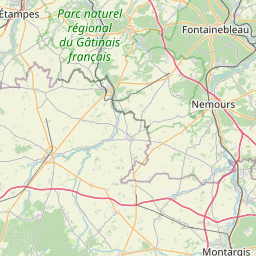 Étampes
Parc naturel
régional
du Gâtinais
français
Fontainebleau
Nemours
Montargis